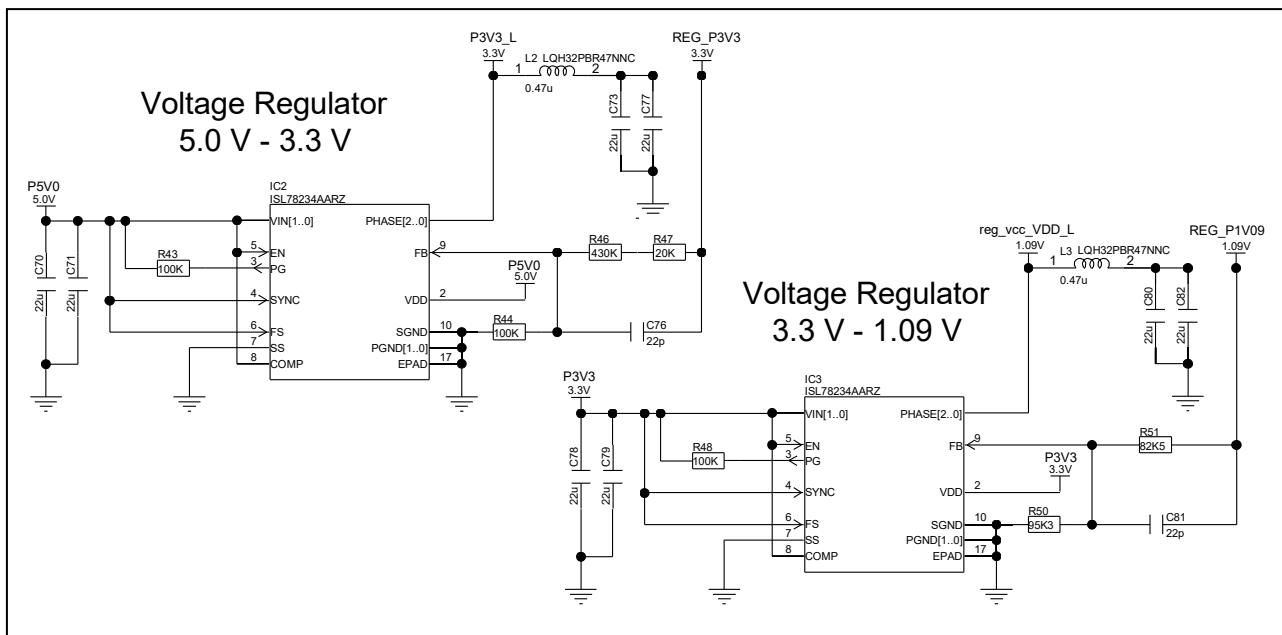 P3V3_L
3.3V
L2 LQH32PBR47NNC
1 2
0.47u
REG_P3V3
3.3V
C73
22u
C77
22u
Voltage Regulator
5.0 V - 3.3 V
P5V0
5.0V
C70
22u
C71
22u
R43
100K
IC2
ISL78234AARZ
VIN[1..0]
PHASE[2..0]
5 EN
FB 9
3 PG
4 SYNC
VDD 2
6 FS
SGND 10
7 SS
PGND[1..0]
8 COMP
EPAD 17
R46
430K
R47
20K
P5V0
5.0V
R44
100K
C76
22p
reg_vcc_VDD_L
1.09V
L3 LQH32PBR47NNC
1 2
0.47u
REG_P1V09
1.09V
C80
22u
C82
22u
Voltage Regulator
3.3 V - 1.09 V
P3V3
3.3V
C78
22u
C79
22u
R48
100K
IC3
ISL78234AARZ
VIN[1..0]
PHASE[2..0]
5 EN
FB 9
3 PG
4 SYNC
VDD 2
6 FS
SGND 10
7 SS
PGND[1..0]
8 COMP
EPAD 17
R51
82K5
P3V3
3.3V
R50
95K3
C81
22p